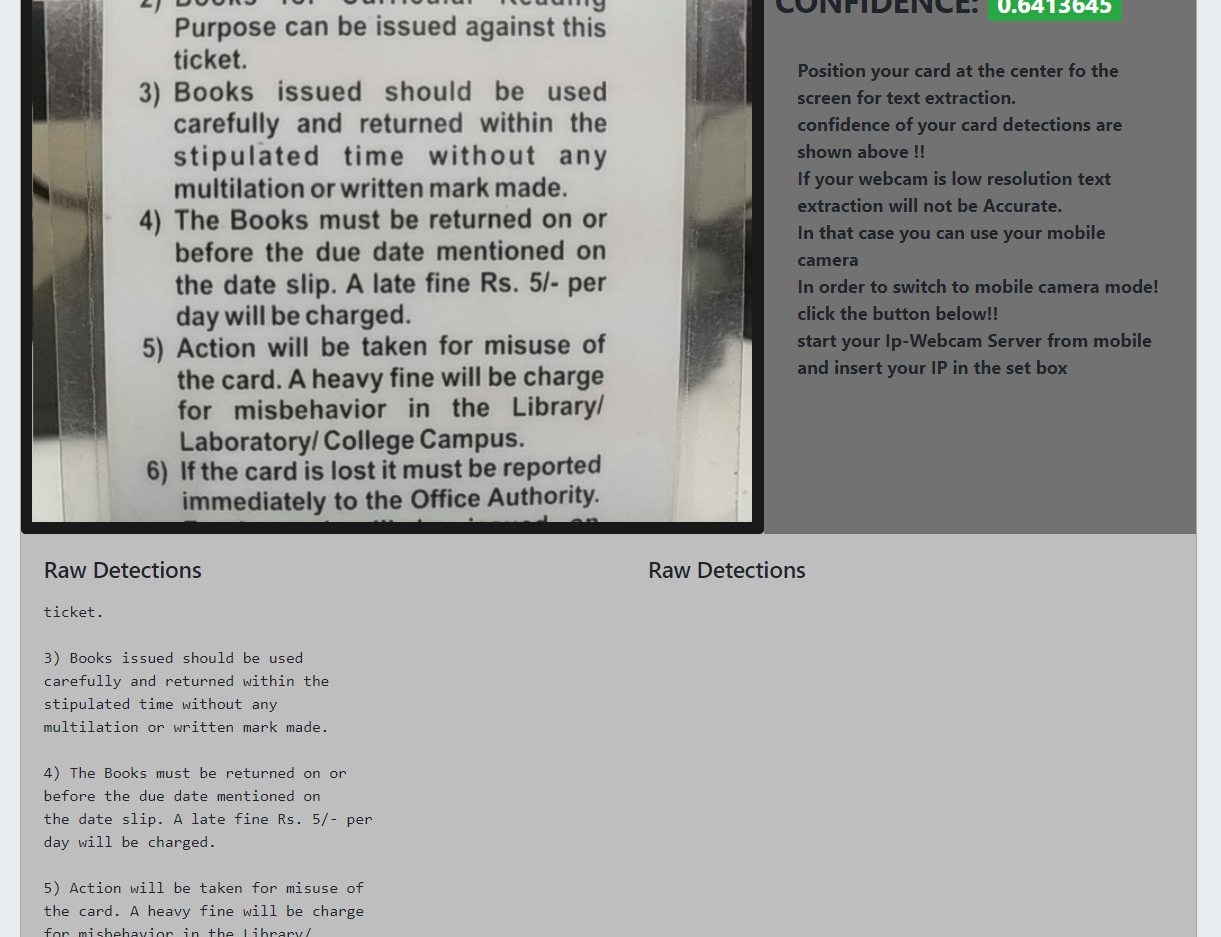 2) Books for Curricular Reading
Purpose can be issued against this
ticket.
3) Books issued should be used
carefully and returned within the
stipulated time without any
multilation or written mark made.
4) The Books must be returned on or
before the due date mentioned on
the date slip. A late fine Rs. 5/- per
day will be charged.
5) Action will be taken for misuse of
the card. A heavy fine will be charge
for misbehavior in the Library/
Laboratory/ College Campus.
6) If the card is lost it must be reported
immediately to the Office Authority.
CONFIDENCE: 0.6413645
Position your card at the center fo the
screen for text extraction.
confidence of your card detections are
shown above !!
If your webcam is low resolution text
extraction will not be Accurate.
In that case you can use your mobile
camera
In order to switch to mobile camera mode!
click the button below!!
start your Ip-Webcam Server from mobile
and insert your IP in the set box
Raw Detections
ticket.
3) Books issued should be used
carefully and returned within the
stipulated time without any
multilation or written mark made.
4) The Books must be returned on or
before the due date mentioned on
the date slip. A late fine Rs. 5/- per
day will be charged.
5) Action will be taken for misuse of
the card. A heavy fine will be charge
for misbehavior in the Library/
Raw Detections